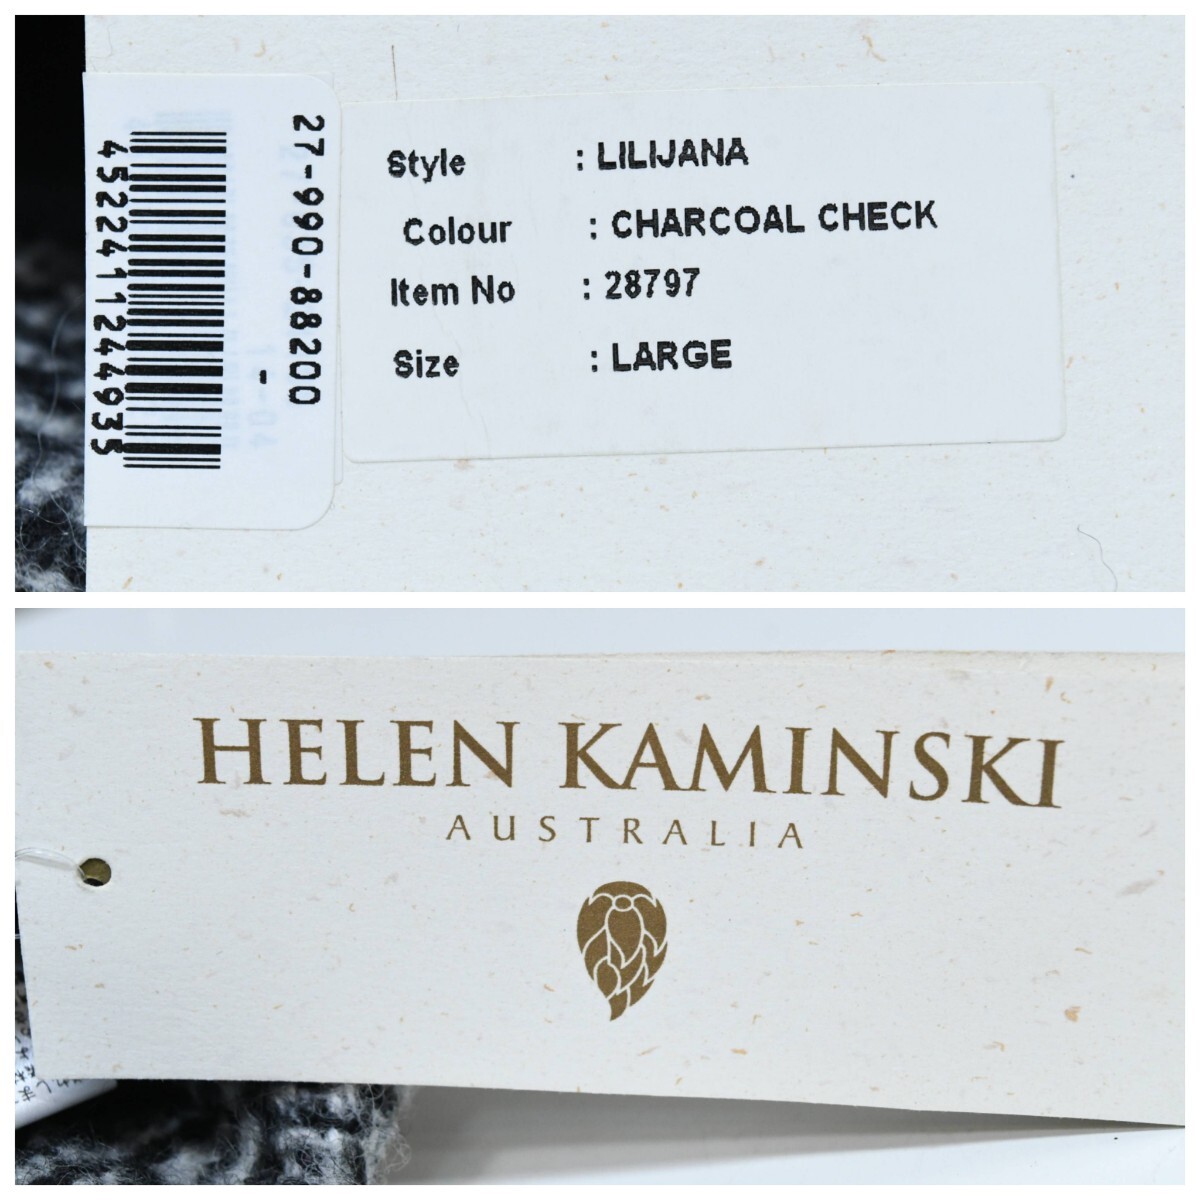 27-990-88200
-
4522411244935
Style : LILIJANA
Colour : CHARCOAL CHECK
Item No : 28797
Size : LARGE
HELEN KAMINSKI
AUSTRALIA